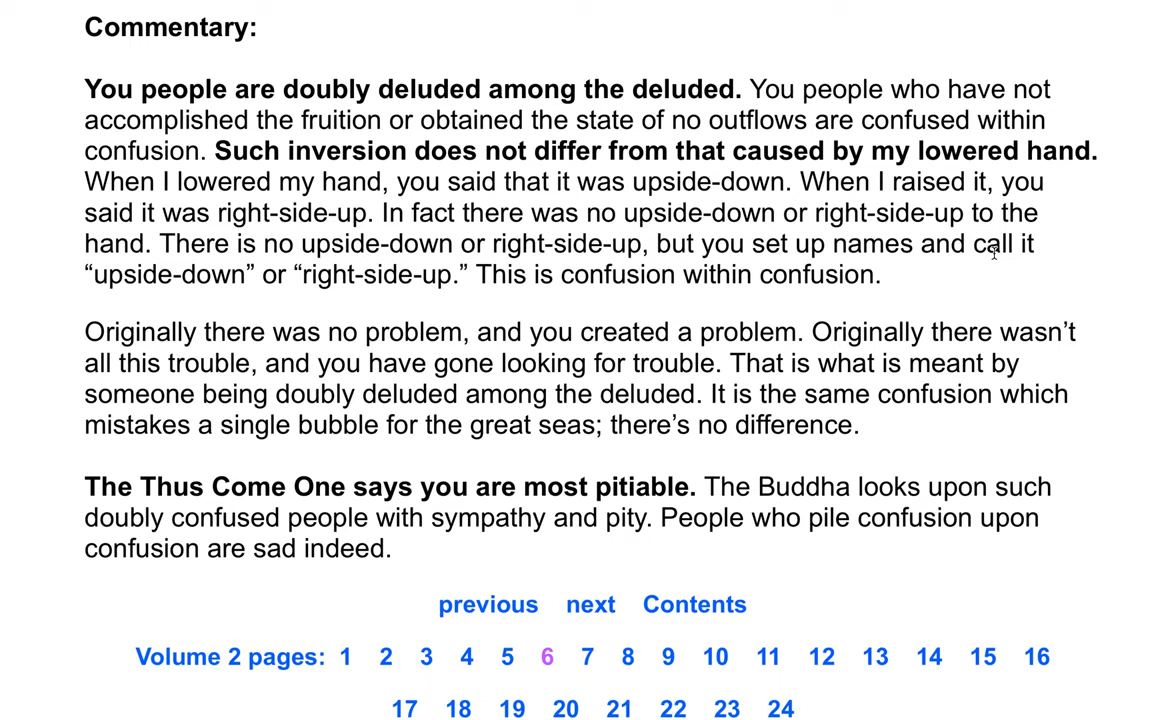 Commentary:
You people are doubly deluded among the deluded. You people who have not
accomplished the fruition or obtained the state of no outflows are confused within
confusion. Such inversion does not differ from that caused by my lowered hand.
When I lowered my hand, you said that it was upside-down. When I raised it, you
said it was right-side-up. In fact there was no upside-down or right-side-up to the
hand. There is no upside-down or right-side-up, but you set up names and call it
“upside-down” or “right-side-up.” This is confusion within confusion.
Originally there was no problem, and you created a problem. Originally there wasn’t
all this trouble, and you have gone looking for trouble. That is what is meant by
someone being doubly deluded among the deluded. It is the same confusion which
mistakes a single bubble for the great seas; there’s no difference.
The Thus Come One says you are most pitiable. The Buddha looks upon such
doubly confused people with sympathy and pity. People who pile confusion upon
confusion are sad indeed.
previous next Contents
Volume 2 pages: 1 2 3 4 5 6 7 8 9 10 11 12 13 14 15 16
17 18 19 20 21 22 23 24